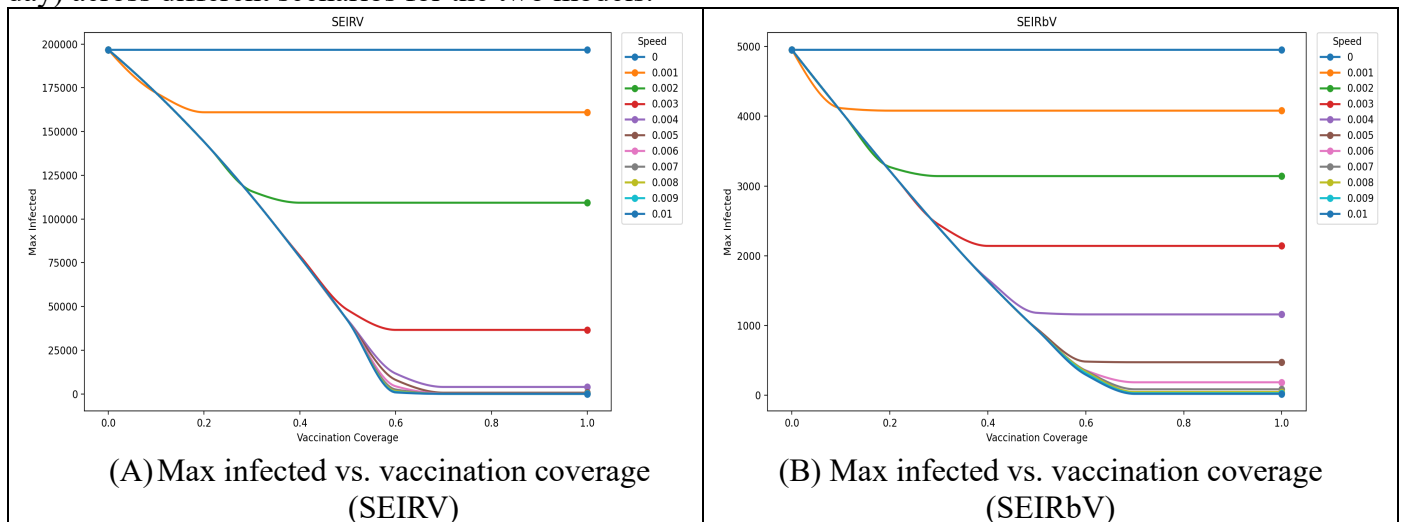 day) across different scenarios for the two models.
SEIRV
Max Infected
200000
175000
150000
125000
100000
75000
50000
25000
0
0.0 0.2 0.4 0.6 0.8 1.0
Vaccination Coverage
Speed
0
0.001
0.002
0.003
0.004
0.005
0.006
0.007
0.008
0.009
0.01
(A) Max infected vs. vaccination coverage
(SEIRV)
SEIRbV
Max Infected
5000
4000
3000
2000
1000
0
0.0 0.2 0.4 0.6 0.8 1.0
Vaccination Coverage
Speed
0
0.001
0.002
0.003
0.004
0.005
0.006
0.007
0.008
0.009
0.01
(B) Max infected vs. vaccination coverage
(SEIRbV)